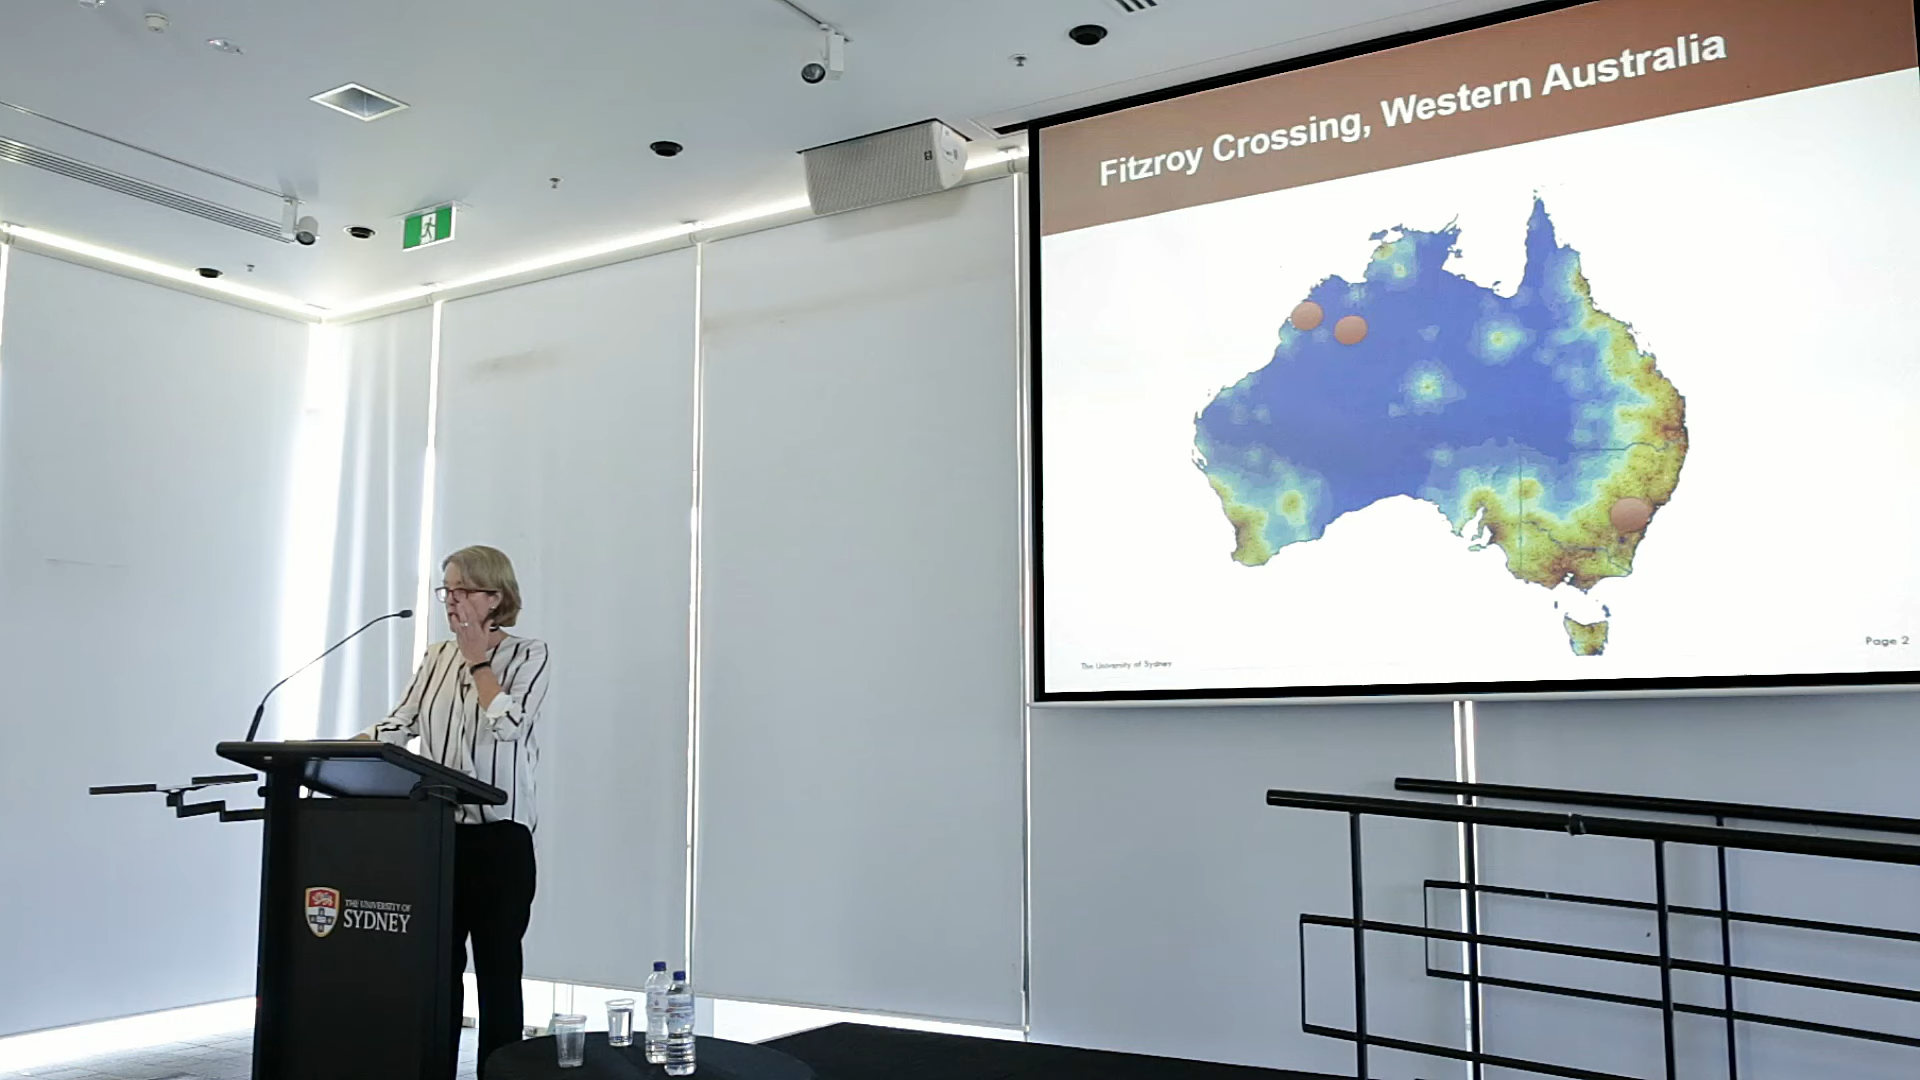 Fitzroy Crossing, Western Australia
The University of Sydney
Page 2
THE UNIVERSITY OF
SYDNEY